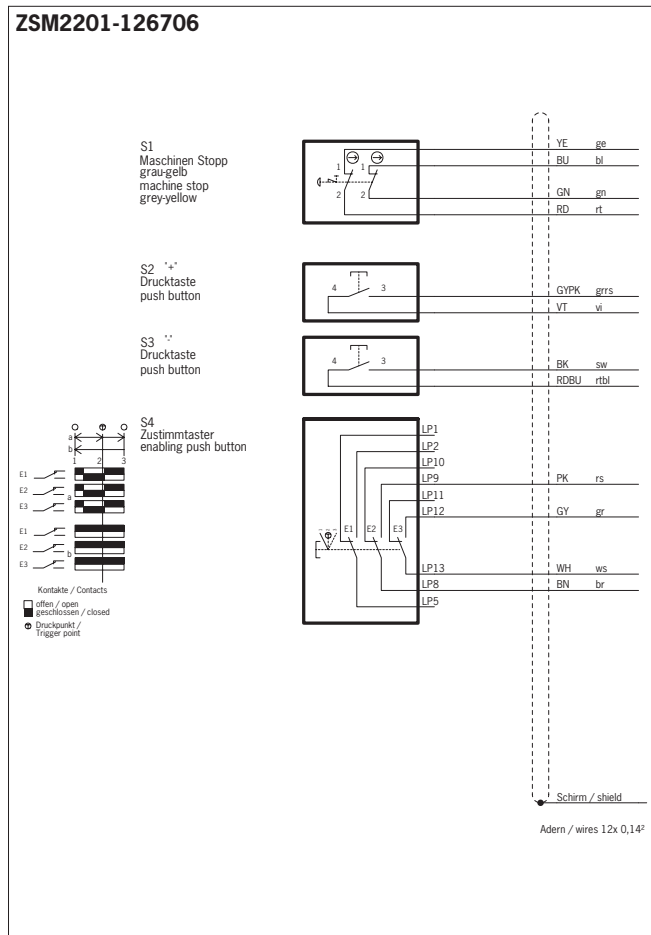 ZSM2201-126706
S1
Maschinen Stopp
grau-gelb
machine stop
grey-yellow
1 1
2 2
YE ge
BU bl
GN gn
RD rt
S2 "+"
Drucktaste
push button
4 3
GYPK grrs
VT vi
S3 "-"
Drucktaste
push button
4 3
BK sw
RDBU rtbl
S4
Zustimmtaster
enabling push button
LP1
LP2
LP10
LP9 PK rs
LP11
LP12 GY gr
E1 E2 E3
1 2 3
LP13 WH ws
LP8 BN br
LP5
a
b
1 2 3
E1
E2
a
E3
E1
E2
b
E3
Kontakte / Contacts
offen / open
geschlossen / closed
Druckpunkt /
Trigger point
Schirm / shield
Adern / wires 12x 0,14²